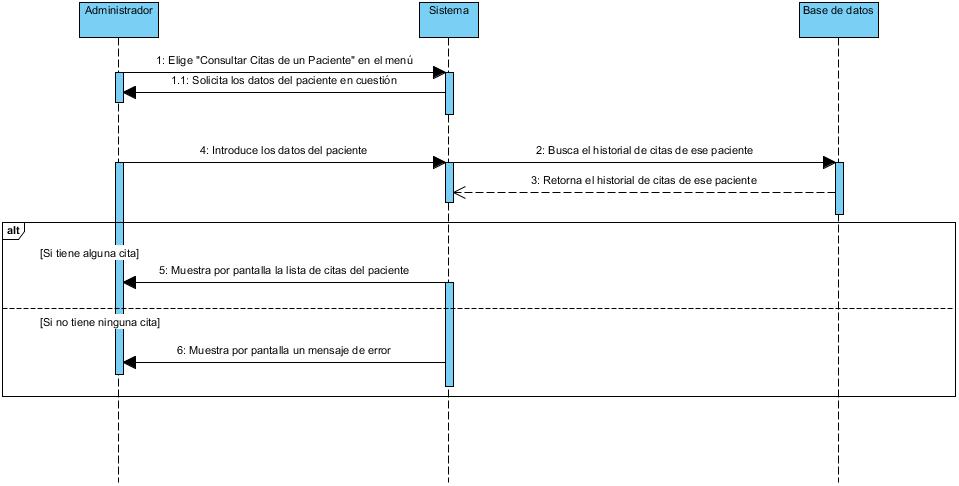 Administrador
Sistema
Base de datos
1: Elige "Consultar Citas de un Paciente" en el menú
1.1: Solicita los datos del paciente en cuestión
4: Introduce los datos del paciente
2: Busca el historial de citas de ese paciente
3: Retorna el historial de citas de ese paciente
alt
[Si tiene alguna cita]
5: Muestra por pantalla la lista de citas del paciente
[Si no tiene ninguna cita]
6: Muestra por pantalla un mensaje de error